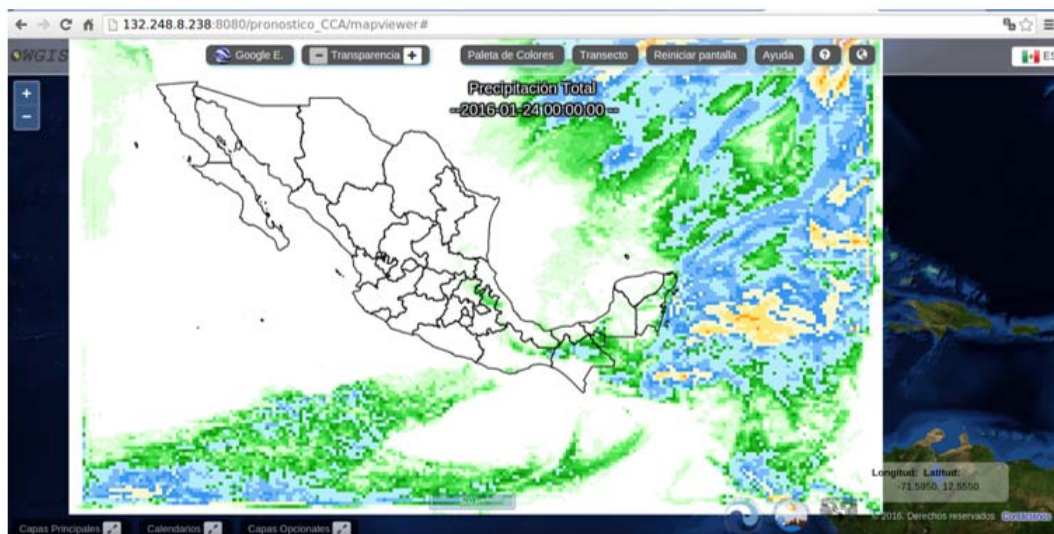 132.248.8.238:8080/pronostico_CCA/mapviewer#
OWGIS
Google E.
Transparencia
Paleta de Colores
Transecto
Reiniciar pantalla
Ayuda
?
ES
+
−
Precipitación Total
--2016-01-24 00:00:00 --
Longitud: Latitud:
-71.5950, 12.5550
© 2016. Derechos reservados Contáctanos
Capas Principales
Calendarios
Capas Opcionales